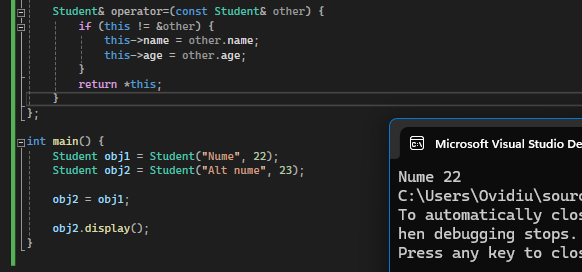 Student& operator=(const Student& other) {
if (this != &other) {
this->name = other.name;
this->age = other.age;
}
return *this;
}
};
int main() {
Student obj1 = Student("Nume", 22);
Student obj2 = Student("Alt nume", 23);
obj2 = obj1;
obj2.display();
}
Microsoft Visual Studio De
Nume 22
C:\Users\Ovidiu\sour
To automatically clos
hen debugging stops.
Press any key to clos